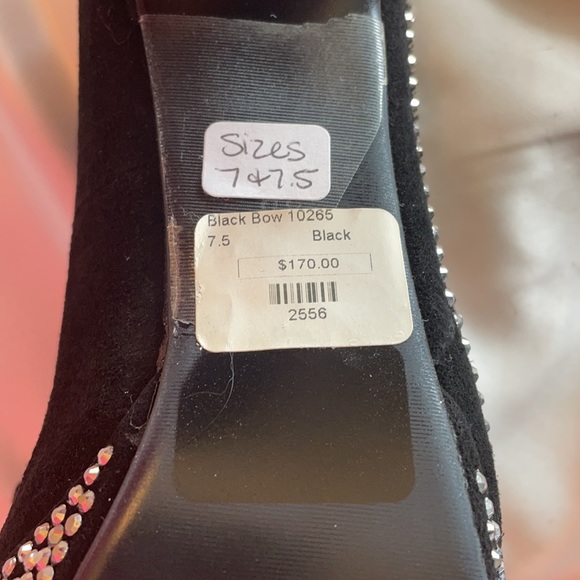 Sizes
7 & 7.5
Black Bow 10265
7.5 Black
$170.00
2556